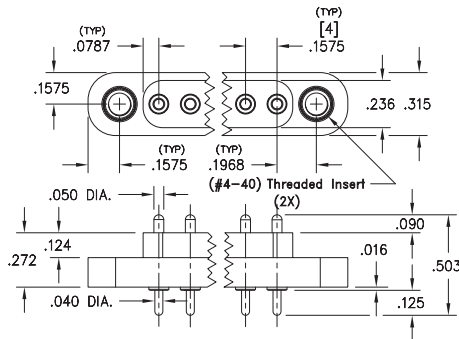 (TYP)
.0787
(TYP)
[4]
.1575
.1575
.236
.315
(TYP)
.1575
(TYP)
.1968
(#4-40) Threaded Insert
(2X)
.050 DIA.
.124
.272
.040 DIA.
.090
.016
.503
.125